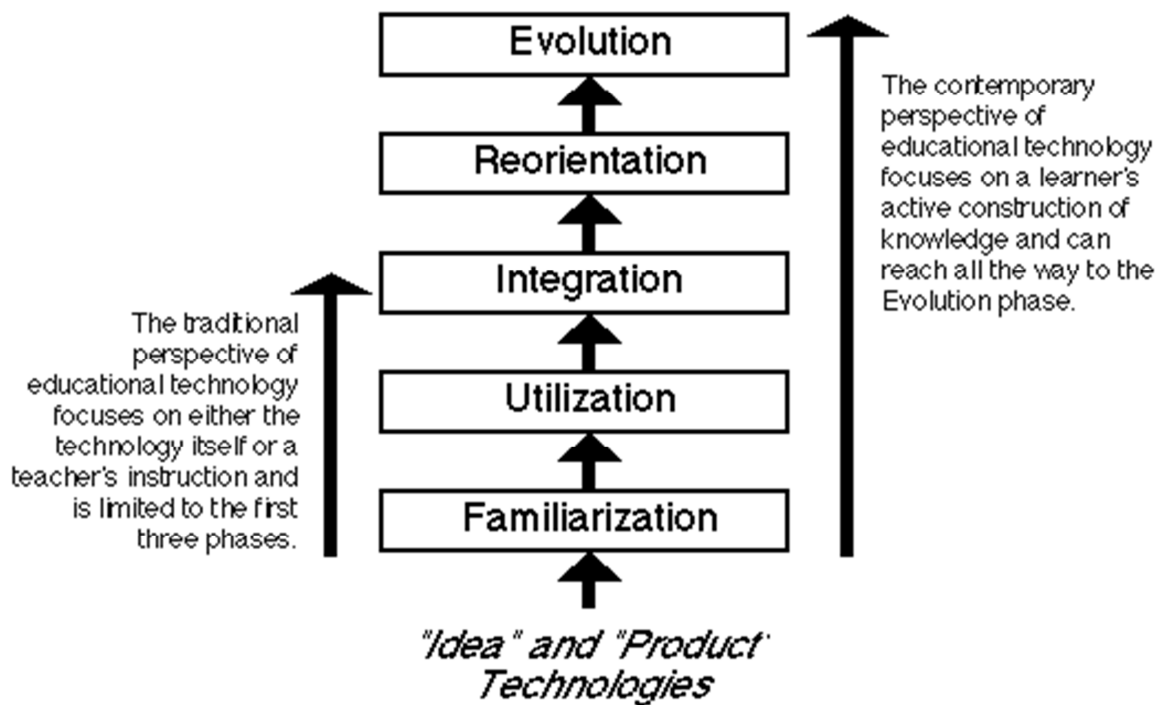 Evolution
Reorientation
Integration
Utilization
Familiarization
"Idea" and "Product"
Technologies
The traditional
perspective of
educational technology
focuses on either the
technology itself or a
teacher's instruction and
is limited to the first
three phases.
The contemporary
perspective of
educational technology
focuses on a learner's
active construction of
knowledge and can
reach all the way to the
Evolution phase.